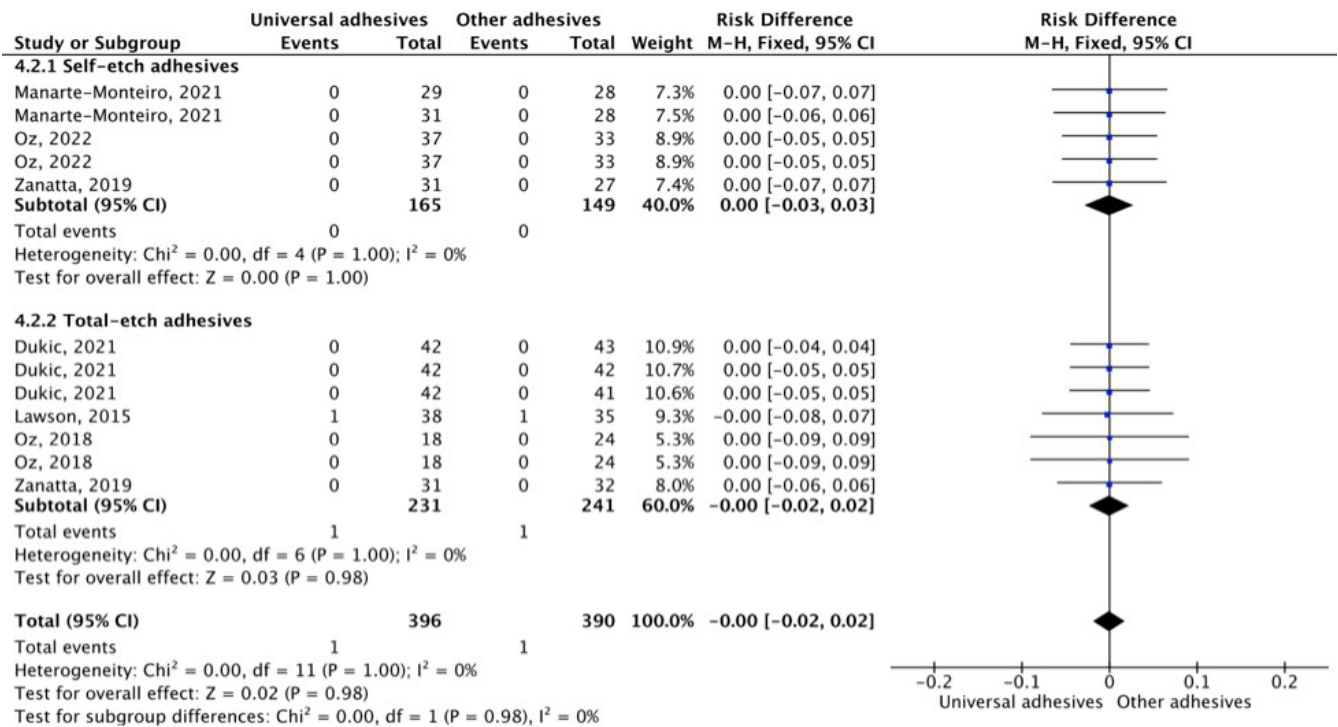 Universal adhesives Other adhesives Risk Difference Risk Difference
Study or Subgroup Events Total Events Total Weight M-H, Fixed, 95% CI M-H, Fixed, 95% CI
4.2.1 Self-etch adhesives
Manarte-Monteiro, 2021 0 29 0 28 7.3% 0.00 [-0.07, 0.07]
Manarte-Monteiro, 2021 0 31 0 28 7.5% 0.00 [-0.06, 0.06]
Oz, 2022 0 37 0 33 8.9% 0.00 [-0.05, 0.05]
Oz, 2022 0 37 0 33 8.9% 0.00 [-0.05, 0.05]
Zanatta, 2019 0 31 0 27 7.4% 0.00 [-0.07, 0.07]
Subtotal (95% CI) 165 149 40.0% 0.00 [-0.03, 0.03]
Total events 0 0
Heterogeneity: Chi² = 0.00, df = 4 (P = 1.00); I² = 0%
Test for overall effect: Z = 0.00 (P = 1.00)
4.2.2 Total-etch adhesives
Dukic, 2021 0 42 0 43 10.9% 0.00 [-0.04, 0.04]
Dukic, 2021 0 42 0 42 10.7% 0.00 [-0.05, 0.05]
Dukic, 2021 0 42 0 41 10.6% 0.00 [-0.05, 0.05]
Lawson, 2015 1 38 1 35 9.3% -0.00 [-0.08, 0.07]
Oz, 2018 0 18 0 24 5.3% 0.00 [-0.09, 0.09]
Oz, 2018 0 18 0 24 5.3% 0.00 [-0.09, 0.09]
Zanatta, 2019 0 31 0 32 8.0% 0.00 [-0.06, 0.06]
Subtotal (95% CI) 231 241 60.0% -0.00 [-0.02, 0.02]
Total events 1 1
Heterogeneity: Chi² = 0.00, df = 6 (P = 1.00); I² = 0%
Test for overall effect: Z = 0.03 (P = 0.98)
Total (95% CI) 396 390 100.0% -0.00 [-0.02, 0.02]
Total events 1 1
Heterogeneity: Chi² = 0.00, df = 11 (P = 1.00); I² = 0%
Test for overall effect: Z = 0.02 (P = 0.98)
Test for subgroup differences: Chi² = 0.00, df = 1 (P = 0.98), I² = 0%
-0.2 -0.1 0 0.1 0.2
Universal adhesives Other adhesives